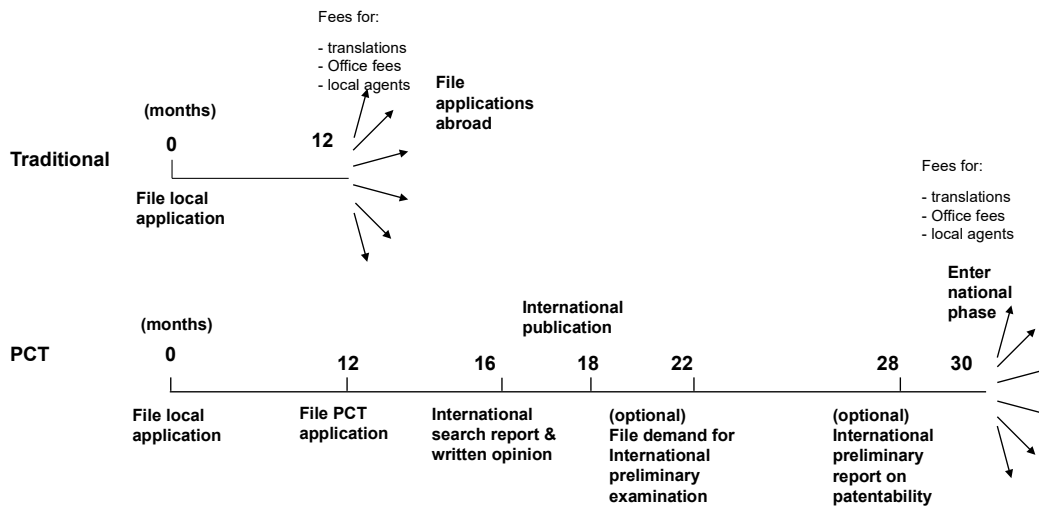 Fees for:
- translations
- Office fees
- local agents
File
applications
abroad
(months)
0
12
Traditional
File local
application
Fees for:
- translations
- Office fees
- local agents
Enter
national
phase
International
publication
(months)
0
12
16
18
22
28
30
PCT
File local
application
File PCT
application
International
search report &
written opinion
(optional)
File demand for
International
preliminary
examination
(optional)
International
preliminary
report on
patentability